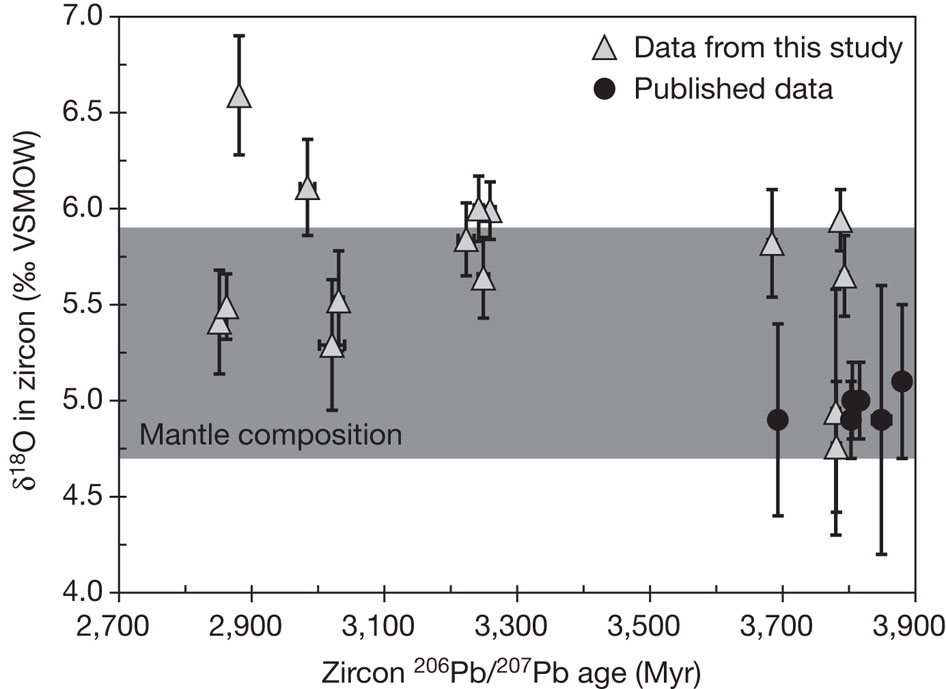 7.0
6.5
6.0
5.5
5.0
4.5
4.0
δ¹⁸O in zircon (‰ VSMOW)
Data from this study
Published data
Mantle composition
2,700 2,900 3,100 3,300 3,500 3,700 3,900
Zircon ²⁰⁶Pb/²⁰⁷Pb age (Myr)